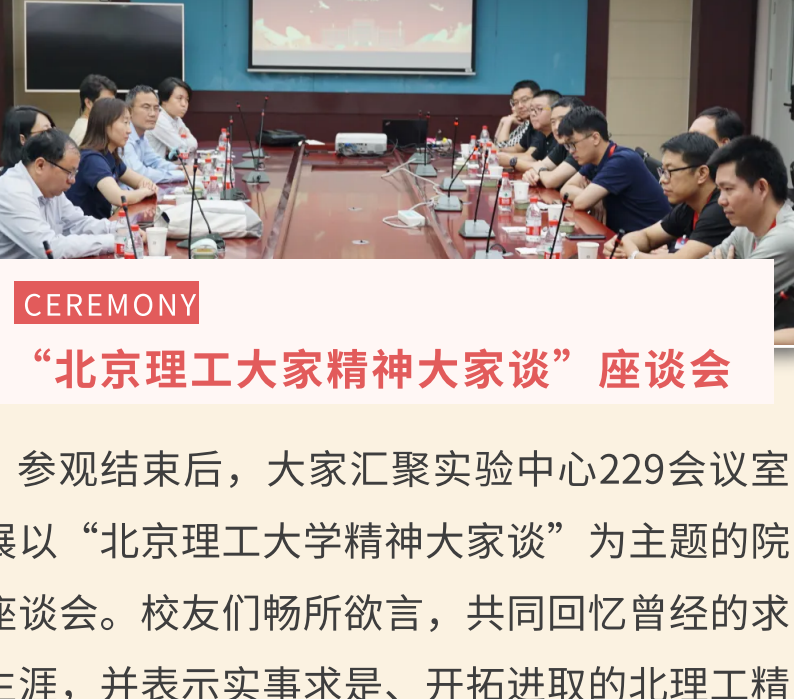 CEREMONY
“北京理工大家精神大家谈”座谈会
参观结束后，大家汇聚实验中心229会议室
展以“北京理工大学精神大家谈”为主题的院
座谈会。校友们畅所欲言，共同回忆曾经的求
生涯，并表示实事求是、开拓进取的北理工精